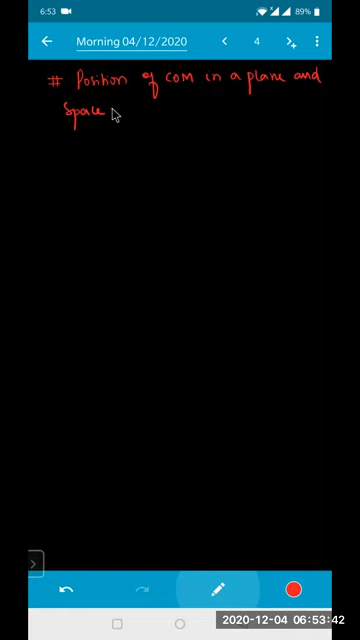 6:53
89%
Morning 04/12/2020
4
# Position of COM in a plane and
Space
2020-12-04 06:53:42